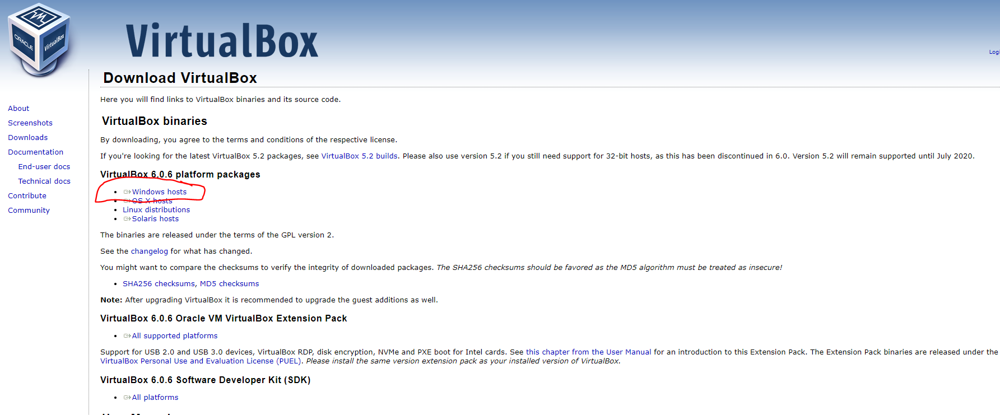 ORACLE
VirtualBox
VirtualBox
Logi
Download VirtualBox
Here you will find links to VirtualBox binaries and its source code.
About
Screenshots
Downloads
Documentation
End-user docs
Technical docs
Contribute
Community
VirtualBox binaries
By downloading, you agree to the terms and conditions of the respective license.
If you're looking for the latest VirtualBox 5.2 packages, see VirtualBox 5.2 builds. Please also use version 5.2 if you still need support for 32-bit hosts, as this has been discontinued in 6.0. Version 5.2 will remain supported until July 2020.
VirtualBox 6.0.6 platform packages
• Windows hosts
• OS X hosts
• Linux distributions
• Solaris hosts
The binaries are released under the terms of the GPL version 2.
See the changelog for what has changed.
You might want to compare the checksums to verify the integrity of downloaded packages. The SHA256 checksums should be favored as the MD5 algorithm must be treated as insecure!
• SHA256 checksums, MD5 checksums
Note: After upgrading VirtualBox it is recommended to upgrade the guest additions as well.
VirtualBox 6.0.6 Oracle VM VirtualBox Extension Pack
• All supported platforms
Support for USB 2.0 and USB 3.0 devices, VirtualBox RDP, disk encryption, NVMe and PXE boot for Intel cards. See this chapter from the User Manual for an introduction to this Extension Pack. The Extension Pack binaries are released under the
VirtualBox Personal Use and Evaluation License (PUEL). Please install the same version extension pack as your installed version of VirtualBox.
VirtualBox 6.0.6 Software Developer Kit (SDK)
• All platforms